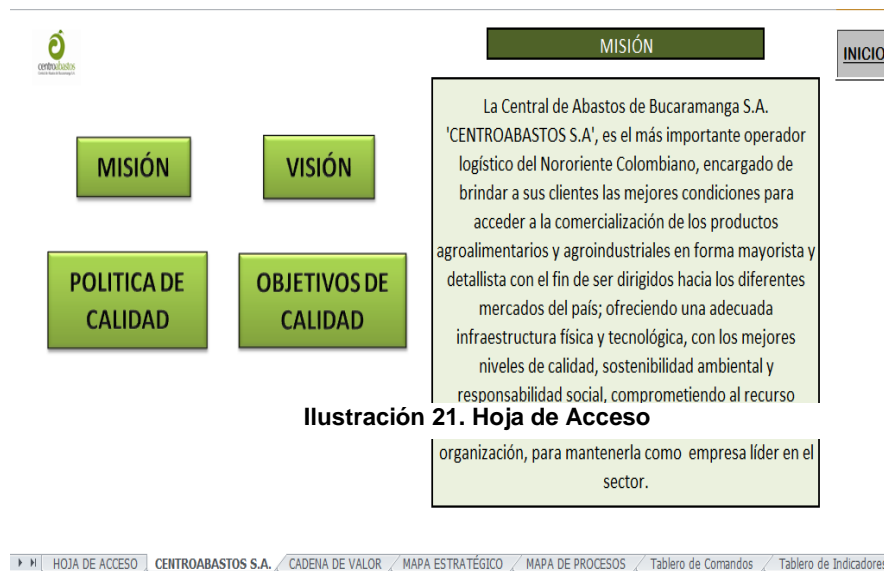 centroabastos
MISIÓN
INICIO
La Central de Abastos de Bucaramanga S.A.
'CENTROABASTOS S.A', es el más importante operador
logístico del Nororiente Colombiano, encargado de
brindar a sus clientes las mejores condiciones para
acceder a la comercialización de los productos
agroalimentarios y agroindustriales en forma mayorista y
detallista con el fin de ser dirigidos hacia los diferentes
mercados del país; ofreciendo una adecuada
infraestructura física y tecnológica, con los mejores
niveles de calidad, sostenibilidad ambiental y
responsabilidad social, comprometiendo al recurso
organización, para mantenerla como empresa líder en el
sector.
MISIÓN
VISIÓN
POLITICA DE
CALIDAD
OBJETIVOS DE
CALIDAD
Ilustración 21. Hoja de Acceso
HOJA DE ACCESO CENTROABASTOS S.A. CADENA DE VALOR MAPA ESTRATÉGICO MAPA DE PROCESOS Tablero de Comandos Tablero de Indicadores